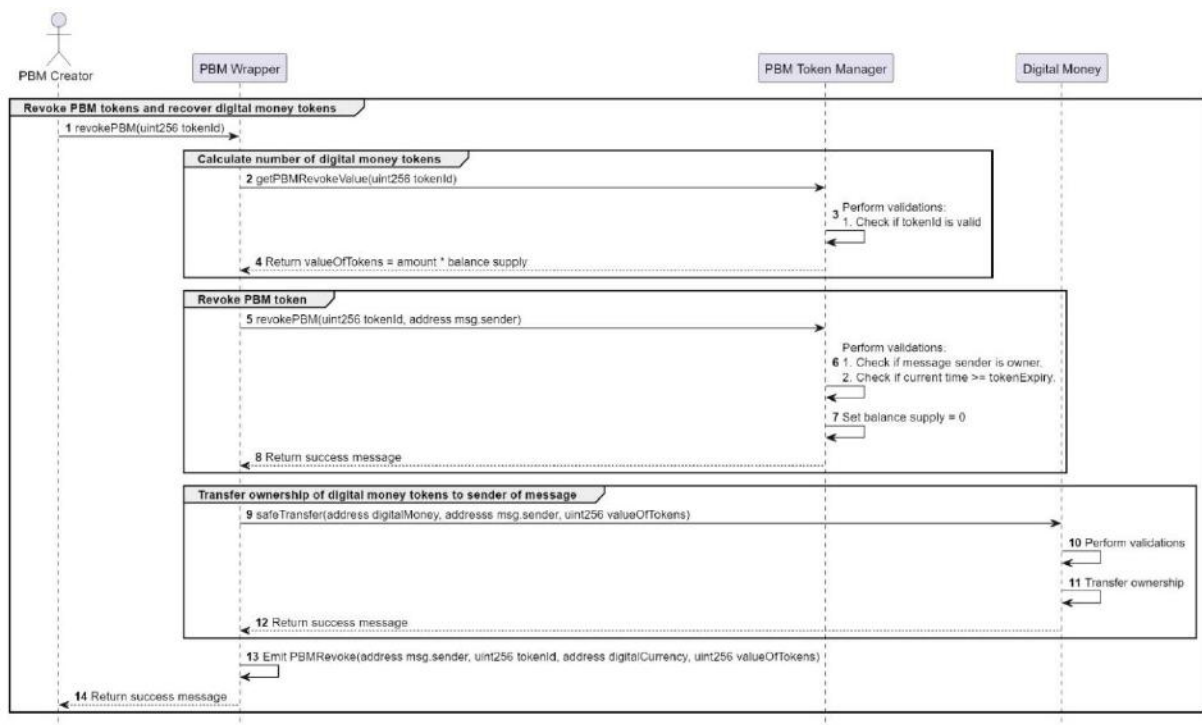 PBM Creator
PBM Wrapper
PBM Token Manager
Digital Money
Revoke PBM tokens and recover digital money tokens
1 revokePBM(uint256 tokenId)
Calculate number of digital money tokens
2 getPBMRevokeValue(uint256 tokenId)
3 Perform validations:
1. Check if tokenId is valid
4 Return valueOfTokens = amount * balance supply
Revoke PBM token
5 revokePBM(uint256 tokenId, address msg.sender)
Perform validations:
6 1. Check if message sender is owner.
2. Check if current time >= tokenExpiry.
7 Set balance supply = 0
8 Return success message
Transfer ownership of digital money tokens to sender of message
9 safeTransfer(address digitalMoney, addresss msg.sender, uint256 valueOfTokens)
10 Perform validations
11 Transfer ownership
12 Return success message
13 Emit PBMRevoke(address msg.sender, uint256 tokenId, address digitalCurrency, uint256 valueOfTokens)
14 Return success message